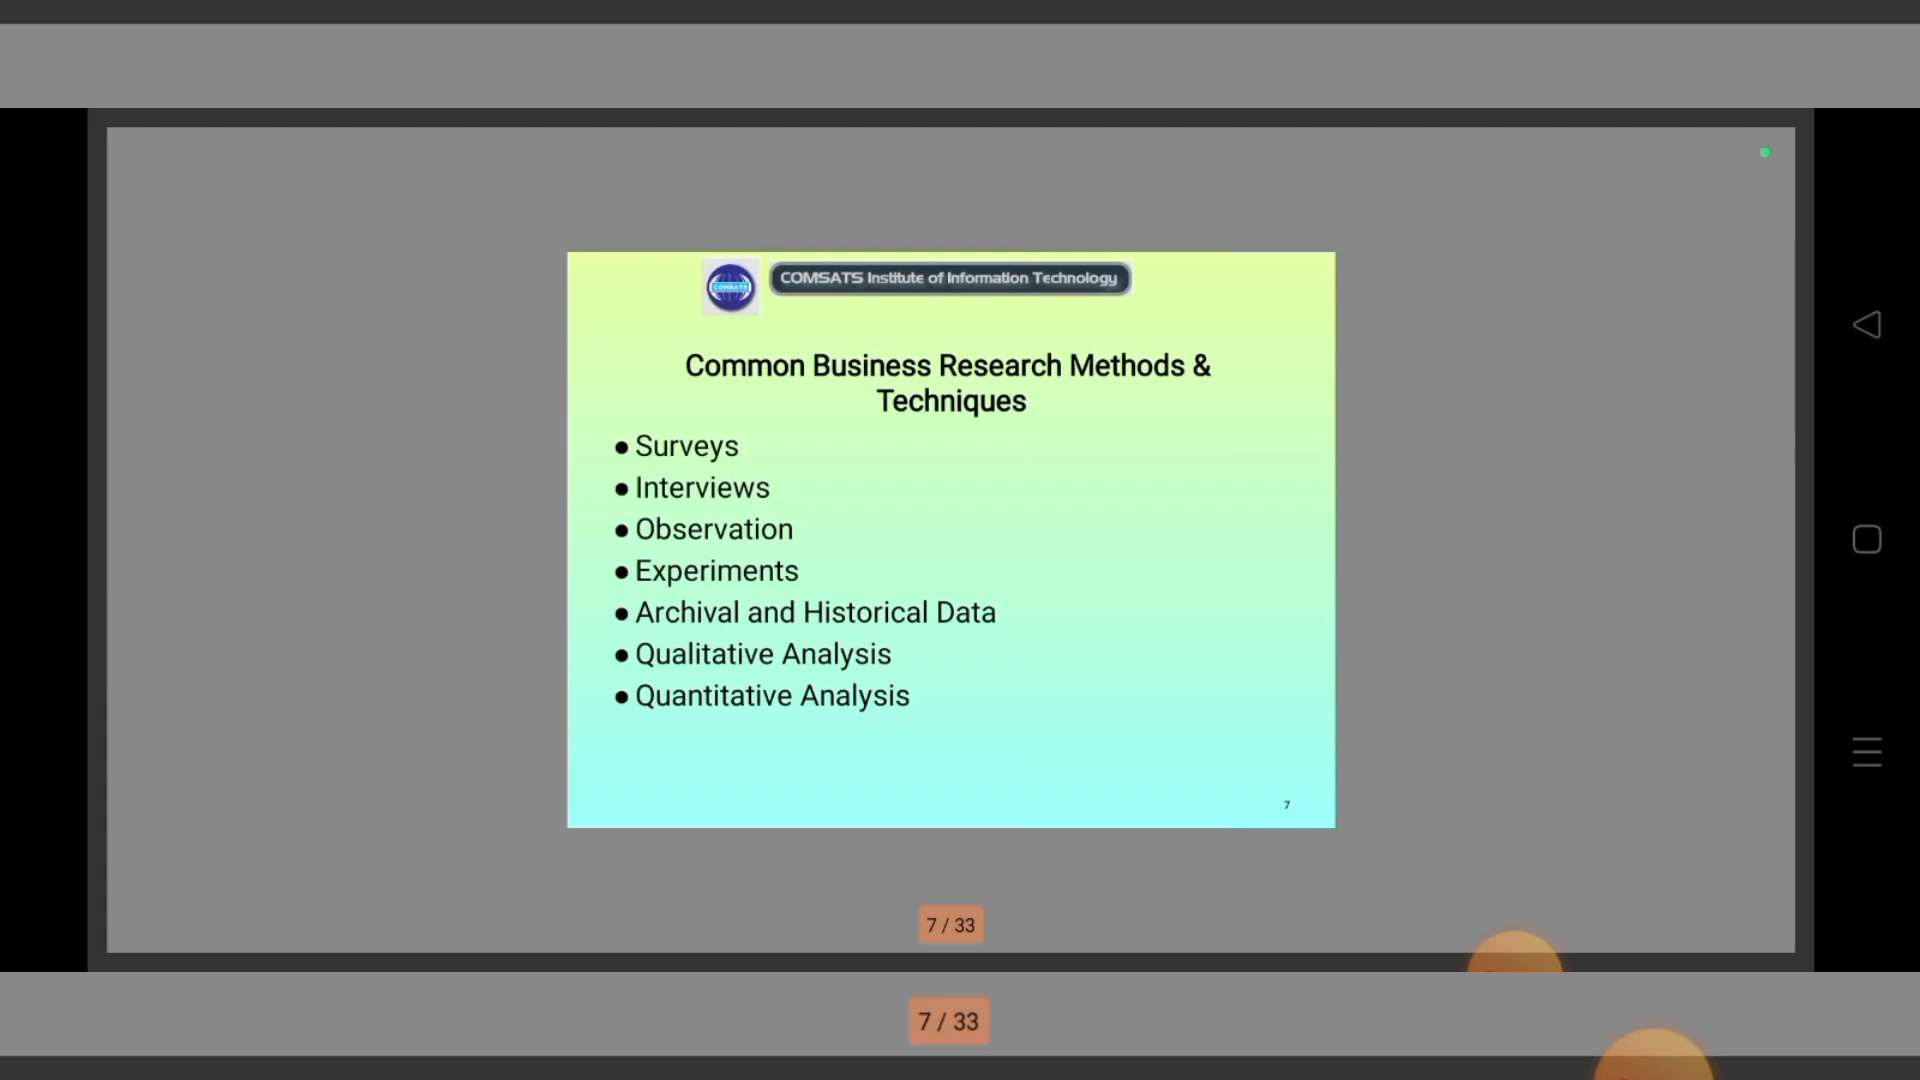 COMSATS
COMSATS Institute of Information Technology
Common Business Research Methods &
Techniques
● Surveys
● Interviews
● Observation
● Experiments
● Archival and Historical Data
● Qualitative Analysis
● Quantitative Analysis
7
7 / 33
7 / 33